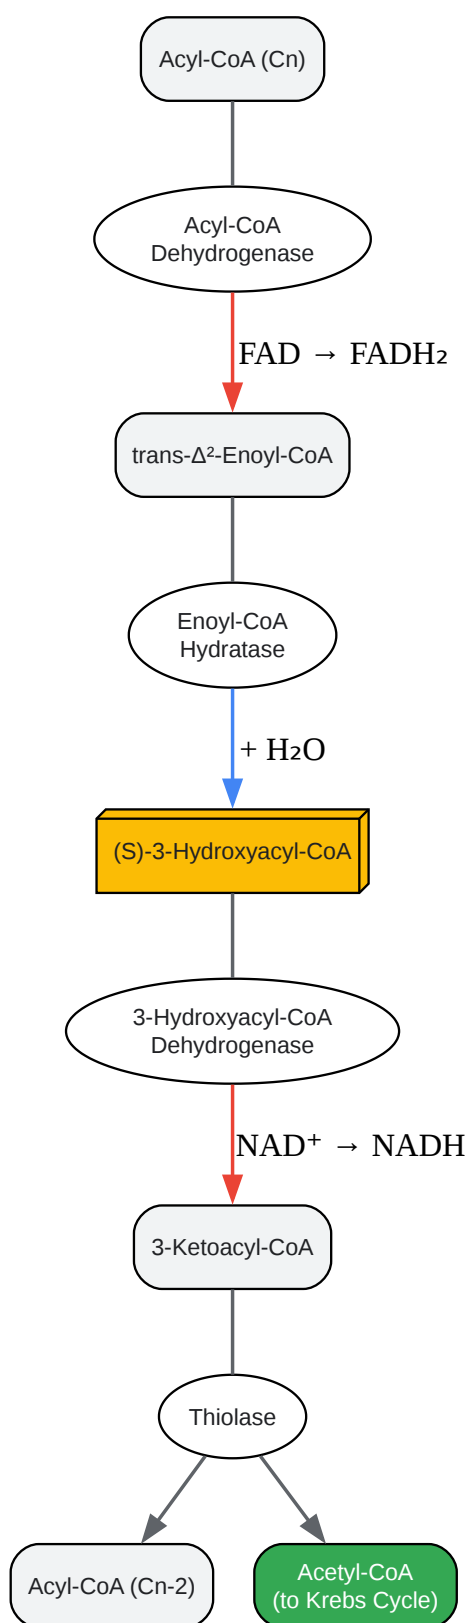 Acyl-CoA (Cn)
Acyl-CoA
Dehydrogenase
FAD → FADH₂
trans-Δ²-Enoyl-CoA
Enoyl-CoA
Hydratase
+ H₂O
(S)-3-Hydroxyacyl-CoA
3-Hydroxyacyl-CoA
Dehydrogenase
NAD⁺ → NADH
3-Ketoacyl-CoA
Thiolase
Acyl-CoA (Cn-2)
Acetyl-CoA
(to Krebs Cycle)